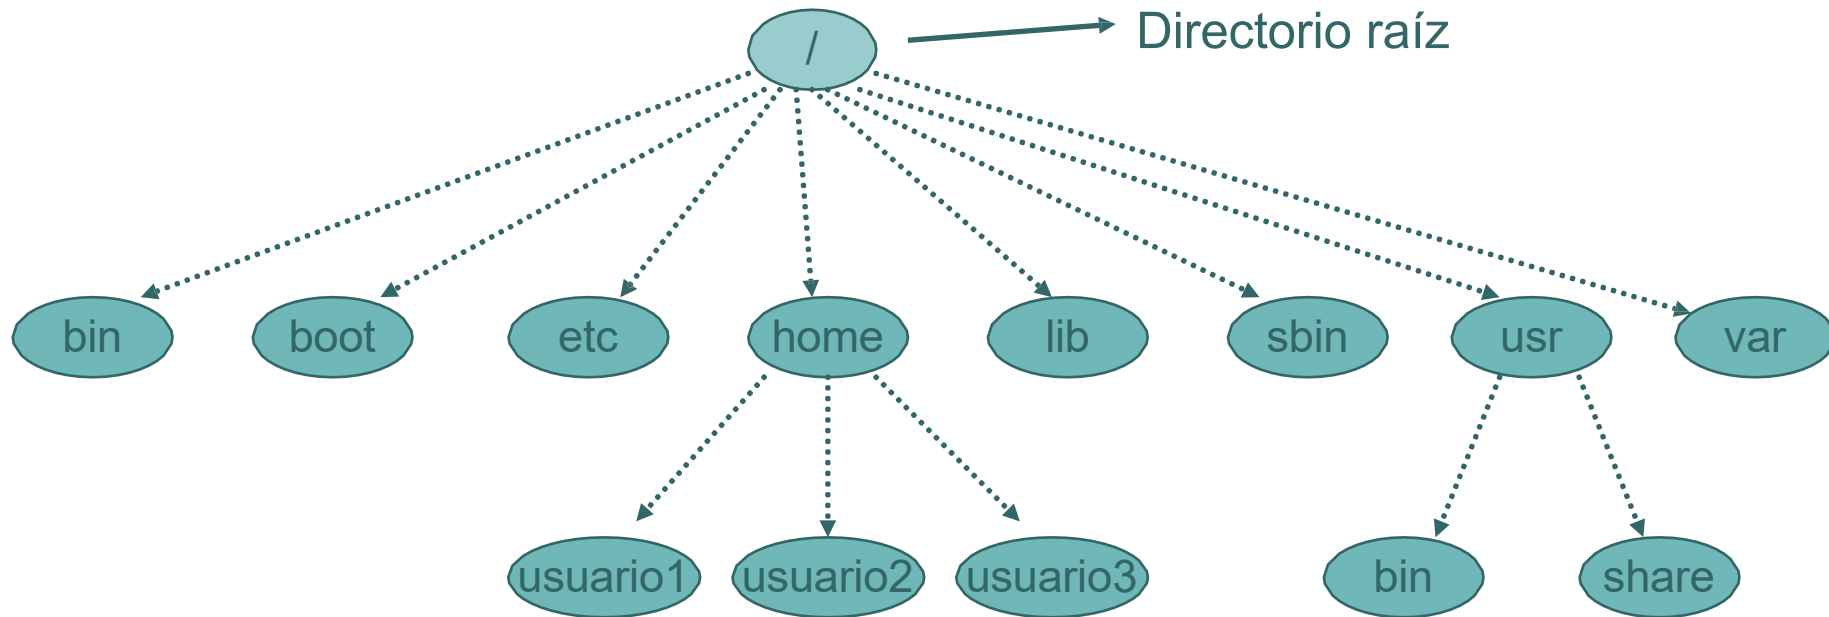 /
Directorio raíz
bin
boot
etc
home
lib
sbin
usr
var
usuario1
usuario2
usuario3
bin
share